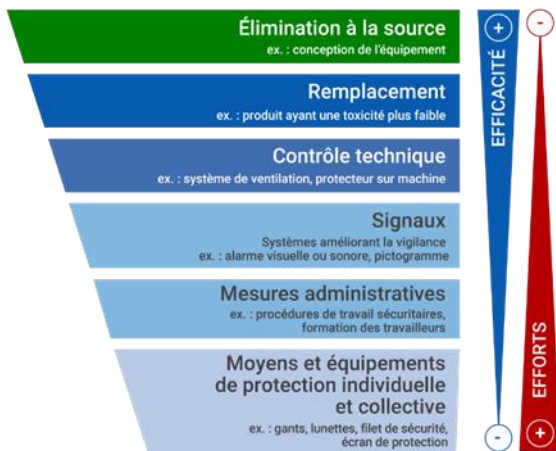 Élimination à la source
ex. : conception de l'équipement
Remplacement
ex. : produit ayant une toxicité plus faible
Contrôle technique
ex. : système de ventilation, protecteur sur machine
Signaux
Systèmes améliorant la vigilance
ex. : alarme visuelle ou sonore, pictogramme
Mesures administratives
ex. : procédures de travail sécuritaires,
formation des travailleurs
Moyens et équipements
de protection individuelle
et collective
ex. : gants, lunettes, filet de sécurité,
écran de protection
+
EFFICACITÉ
-
-
EFFORTS
+